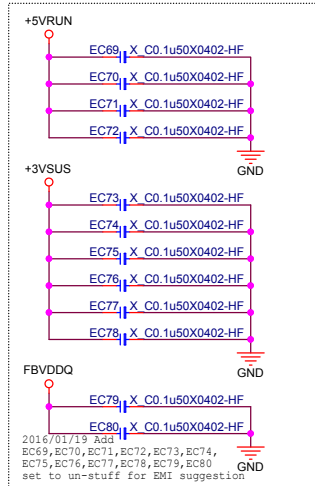 +5VRUN
EC69 X_C0.1u50X0402-HF
EC70 X_C0.1u50X0402-HF
EC71 X_C0.1u50X0402-HF
EC72 X_C0.1u50X0402-HF
GND
+3VSUS
EC73 X_C0.1u50X0402-HF
EC74 X_C0.1u50X0402-HF
EC75 X_C0.1u50X0402-HF
EC76 X_C0.1u50X0402-HF
EC77 X_C0.1u50X0402-HF
EC78 X_C0.1u50X0402-HF
GND
FBVDDQ
EC79 X_C0.1u50X0402-HF
EC80 X_C0.1u50X0402-HF
GND
2016/01/19 Add
EC69,EC70,EC71,EC72,EC73,EC74,
EC75,EC76,EC77,EC78,EC79,EC80
set to un-stuff for EMI suggestion